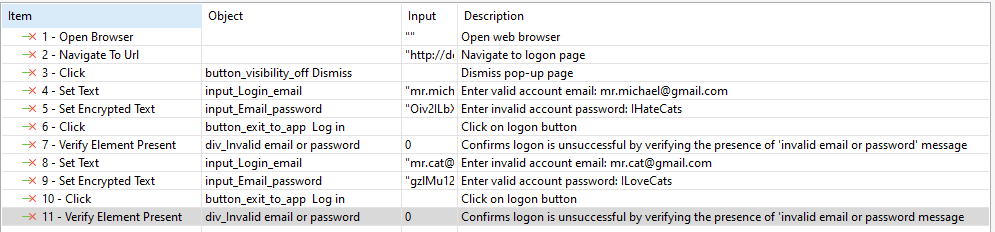 Item Object Input Description
1 - Open Browser "" Open web browser
2 - Navigate To Url "http://de Navigate to logon page
3 - Click button_visibility_off Dismiss Dismiss pop-up page
4 - Set Text input_Login_email "mr.mich Enter valid account email: mr.michael@gmail.com
5 - Set Encrypted Text input_Email_password "Oiv2ILbX Enter invalid account password: IHateCats
6 - Click button_exit_to_app Log in Click on logon button
7 - Verify Element Present div_Invalid email or password 0 Confirms logon is unsuccessful by verifying the presence of 'invalid email or password' message
8 - Set Text input_Login_email "mr.cat@ Enter invalid account email: mr.cat@gmail.com
9 - Set Encrypted Text input_Email_password "gzIMu12 Enter valid account password: ILoveCats
10 - Click button_exit_to_app Log in Click on logon button
11 - Verify Element Present div_Invalid email or password 0 Confirms logon is unsuccessful by verifying the presence of 'invalid email or password message